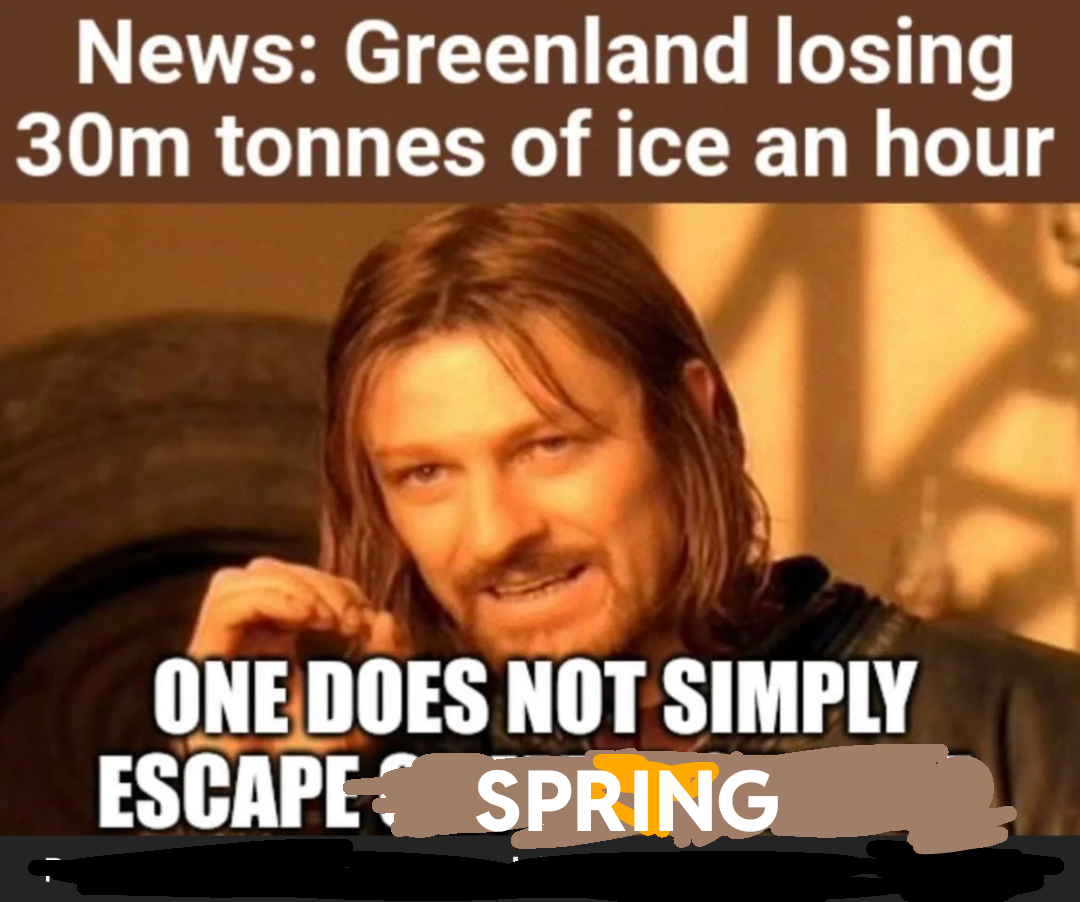 News: Greenland losing
30m tonnes of ice an hour
ONE DOES NOT SIMPLY
ESCAPE SPRING